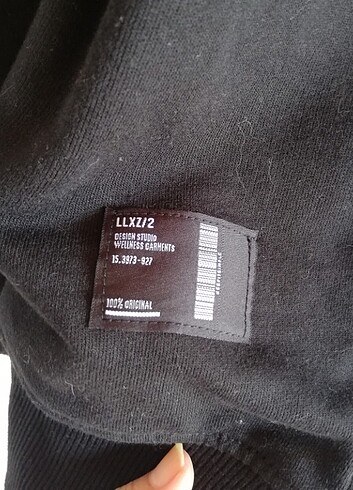 LLXZ/2
DESIGN STUDIO
WELLNESS GARMENTS
15.3973-927
100% ORIGINAL